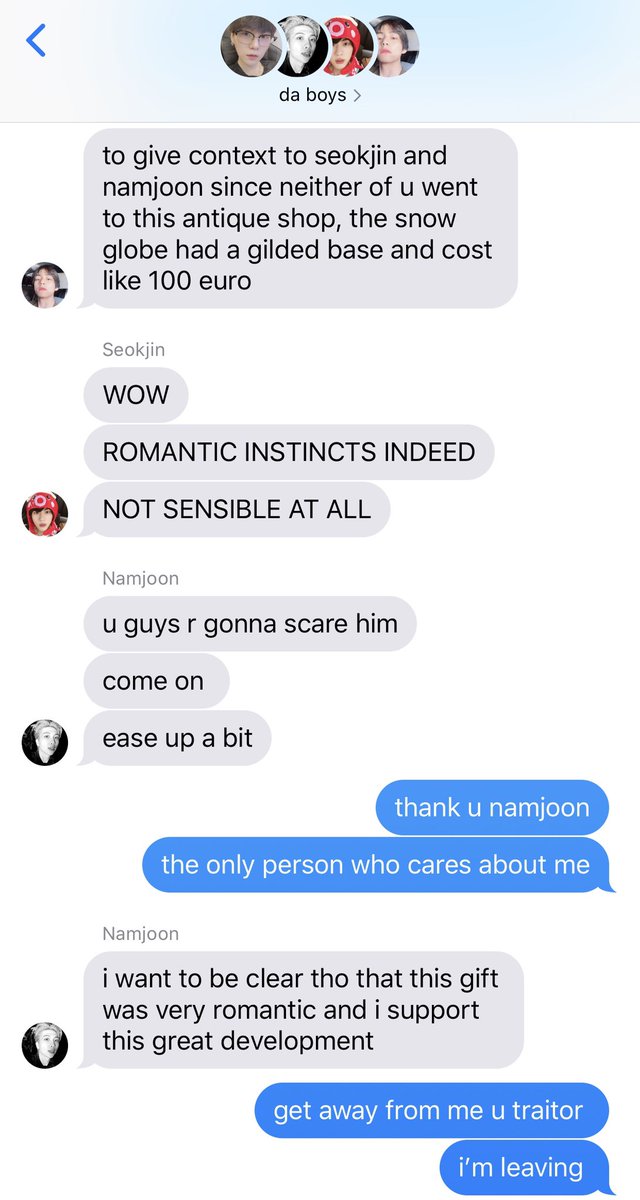 da boys
to give context to seokjin and
namjoon since neither of u went
to this antique shop, the snow
globe had a gilded base and cost
like 100 euro
Seokjin
WOW
ROMANTIC INSTINCTS INDEED
NOT SENSIBLE AT ALL
Namjoon
u guys r gonna scare him
come on
ease up a bit
thank u namjoon
the only person who cares about me
Namjoon
i want to be clear tho that this gift
was very romantic and i support
this great development
get away from me u traitor
i’m leaving